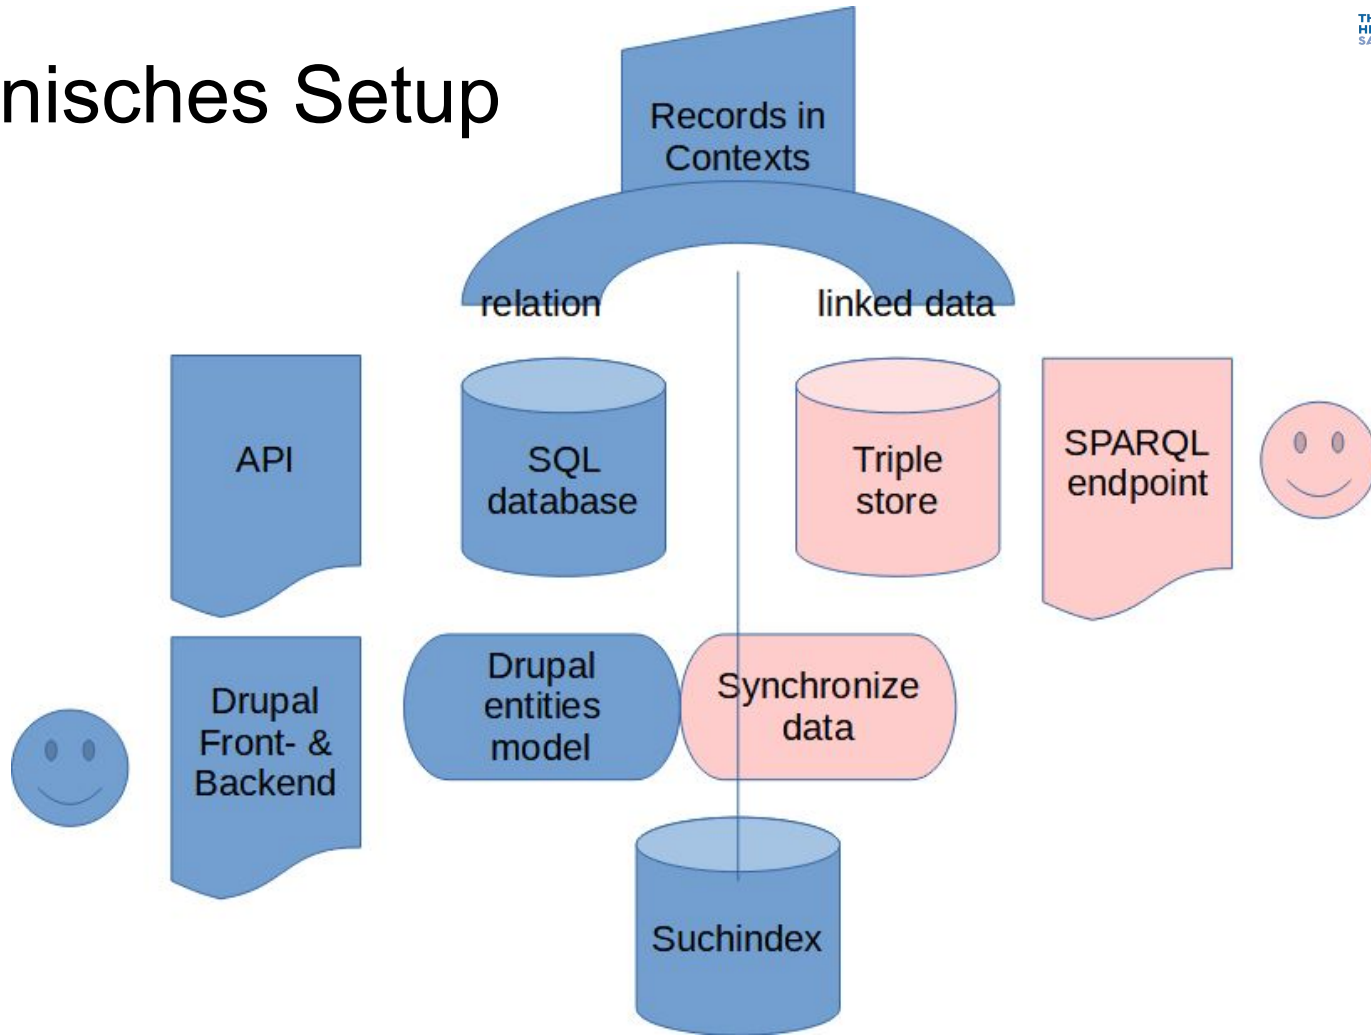 nisches Setup
Records in
Contexts
relation
linked data
API
SQL
database
Triple
store
SPARQL
endpoint
Drupal
Front- &
Backend
Drupal
entities
model
Synchronize
data
Suchindex